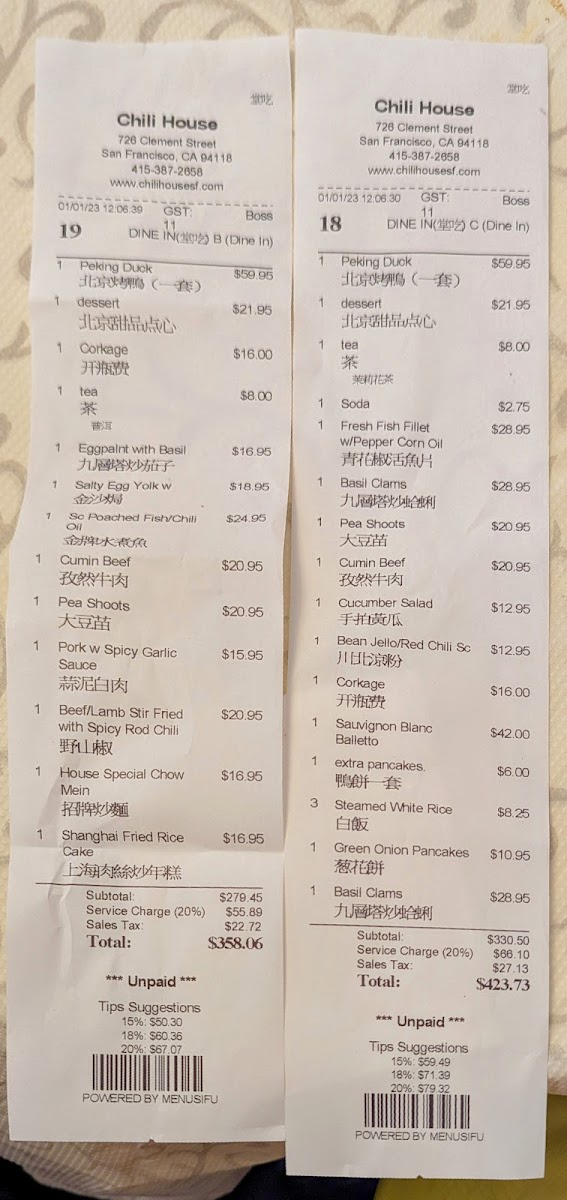 堂吃
Chili House
726 Clement Street
San Francisco, CA 94118
415-387-2658
www.chilihousesf.com
01/01/23 12:06:39 GST: 11 Boss
19 DINE IN(堂吃) B (Dine In)
1 Peking Duck $59.95
北京烤鴨（一套）
1 dessert $21.95
北京甜品点心
1 Corkage $16.00
开瓶费
1 tea $8.00
茶
普洱
1 Eggpalnt with Basil $16.95
九層塔炒茄子
1 Salty Egg Yolk w $18.95
金沙焗
1 Sc Poached Fish/Chili $24.95
Oil
金牌水煮魚
1 Cumin Beef $20.95
孜然牛肉
1 Pea Shoots $20.95
大豆苗
1 Pork w Spicy Garlic $15.95
Sauce
蒜泥白肉
1 Beef/Lamb Stir Fried $20.95
with Spicy Rod Chili
野山椒
1 House Special Chow $16.95
Mein
招牌炒麵
1 Shanghai Fried Rice $16.95
Cake
上海肉絲炒年糕
Subtotal: $279.45
Service Charge (20%) $55.89
Sales Tax: $22.72
Total: $358.06
*** Unpaid ***
Tips Suggestions
15%: $50.30
18%: $60.36
20%: $67.07
POWERED BY MENUSIFU
堂吃
Chili House
726 Clement Street
San Francisco, CA 94118
415-387-2658
www.chilihousesf.com
01/01/23 12:06:30 GST: 11 Boss
18 DINE IN(堂吃) C (Dine In)
1 Peking Duck $59.95
北京烤鴨（一套）
1 dessert $21.95
北京甜品点心
1 tea $8.00
茶
茉莉花茶
1 Soda $2.75
1 Fresh Fish Fillet $28.95
w/Pepper Corn Oil
青花椒活魚片
1 Basil Clams $28.95
九層塔炒蛤蜊
1 Pea Shoots $20.95
大豆苗
1 Cumin Beef $20.95
孜然牛肉
1 Cucumber Salad $12.95
手拍黃瓜
1 Bean Jello/Red Chili Sc $12.95
川北涼粉
1 Corkage $16.00
开瓶费
1 Sauvignon Blanc $42.00
Balletto
1 extra pancakes. $6.00
鴨餅一套
3 Steamed White Rice $8.25
白飯
1 Green Onion Pancakes $10.95
葱花餅
1 Basil Clams $28.95
九層塔炒蛤蜊
Subtotal: $330.50
Service Charge (20%) $66.10
Sales Tax: $27.13
Total: $423.73
*** Unpaid ***
Tips Suggestions
15%: $59.49
18%: $71.39
20%: $79.32
POWERED BY MENUSIFU